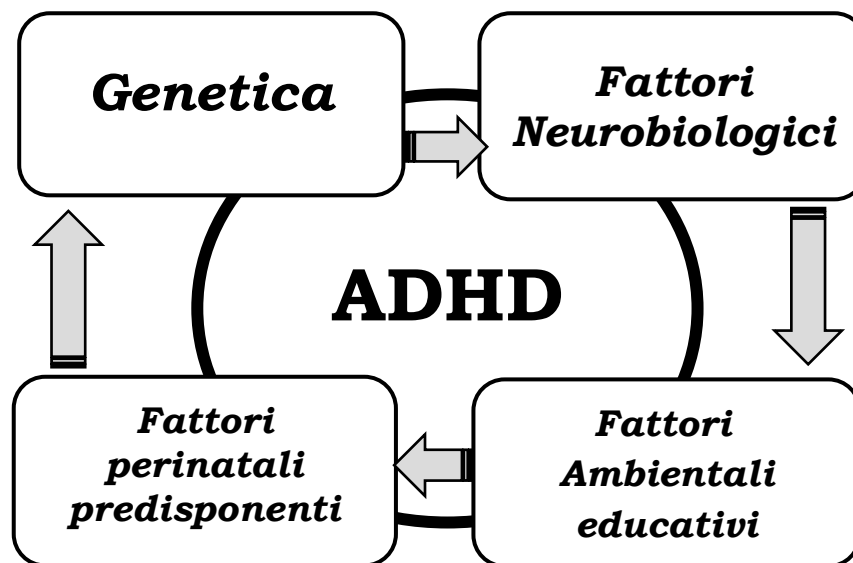 Genetica
Fattori
Neurobiologici
ADHD
Fattori
perinatali
predisponenti
Fattori
Ambientali
educativi